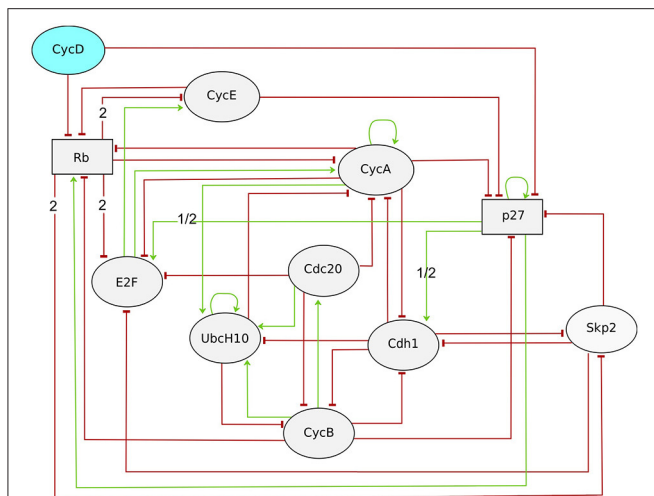 CycD
CycE
2
Rb
CycA
2
2
1/2
p27
E2F
Cdc20
1/2
UbcH10
Cdh1
Skp2
CycB